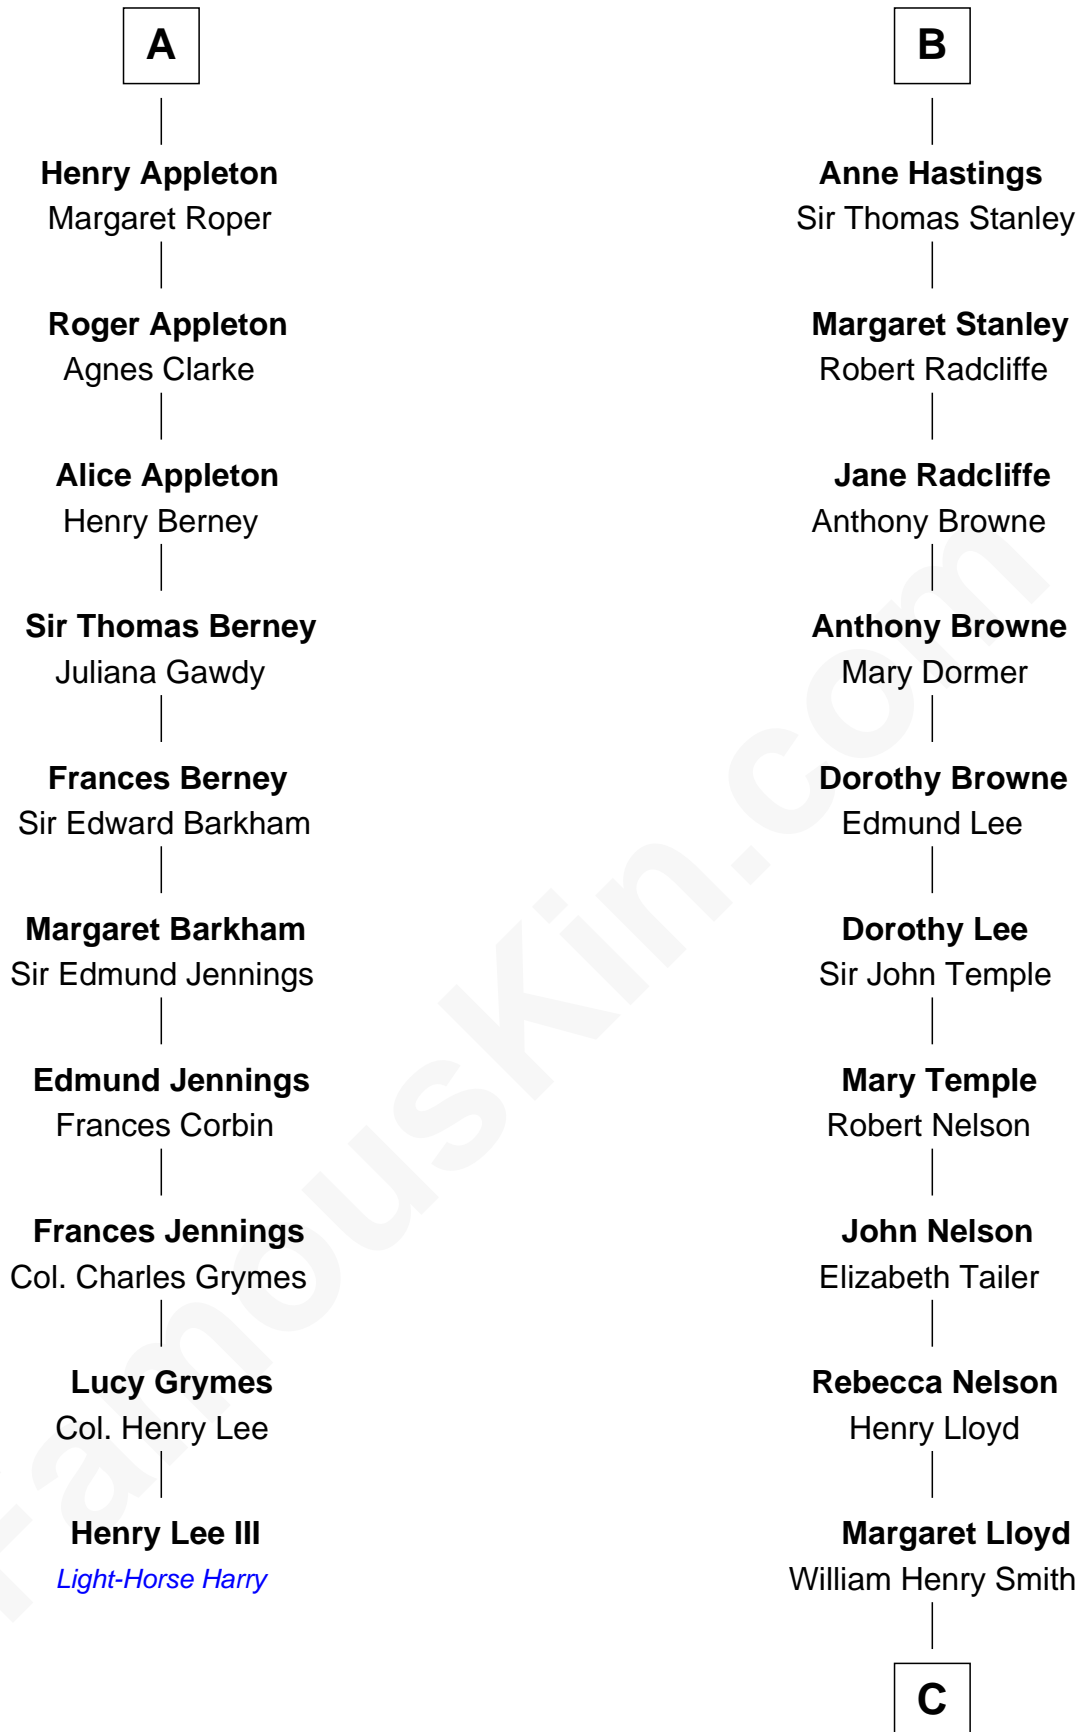 A
Henry Appleton
Margaret Roper
Roger Appleton
Agnes Clarke
Alice Appleton
Henry Berney
Sir Thomas Berney
Juliana Gawdy
Frances Berney
Sir Edward Barkham
Margaret Barkham
Sir Edmund Jennings
Edmund Jennings
Frances Corbin
Frances Jennings
Col. Charles Grymes
Lucy Grymes
Col. Henry Lee
Henry Lee III
Light-Horse Harry
B
Anne Hastings
Sir Thomas Stanley
Margaret Stanley
Robert Radcliffe
Jane Radcliffe
Anthony Browne
Anthony Browne
Mary Dormer
Dorothy Browne
Edmund Lee
Dorothy Lee
Sir John Temple
Mary Temple
Robert Nelson
John Nelson
Elizabeth Tailer
Rebecca Nelson
Henry Lloyd
Margaret Lloyd
William Henry Smith
C
FamousKin.com